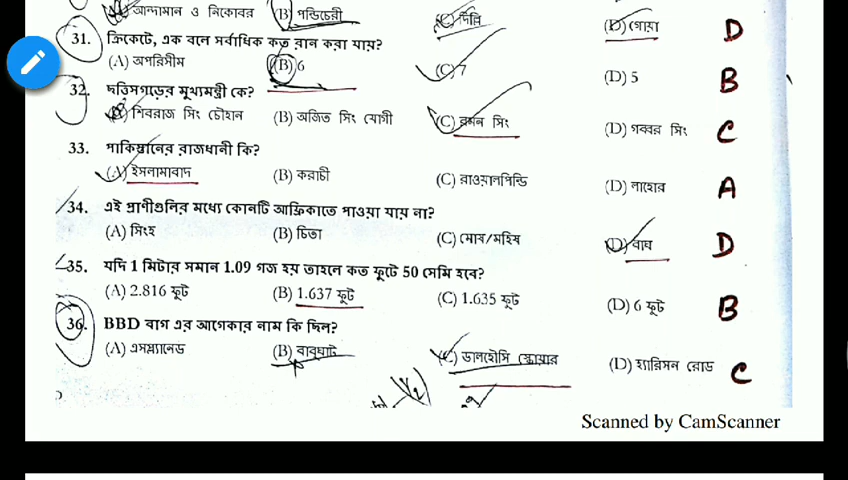 (A) আন্দামান ও নিকোবর (B) পন্ডিচেরী (C) দিল্লি (D) গোয়া D
31. ক্রিকেটে, এক বলে সর্বাধিক কত রান করা যায়?
(A) অপরিসীম (B) 6 (C) 7 (D) 5 B
32. ছত্তিসগড়ের মুখ্যমন্ত্রী কে?
(A) শিবরাজ সিং চৌহান (B) অজিত সিং যোগী (C) রমন সিং (D) গব্বর সিং C
33. পাকিস্থানের রাজধানী কি?
(A) ইসলামাবাদ (B) করাচী (C) রাওয়ালপিন্ডি (D) লাহোর A
34. এই প্রাণীগুলির মধ্যে কোনটি আফ্রিকাতে পাওয়া যায় না?
(A) সিংহ (B) চিতা (C) মোষ/মহিষ (D) বাঘ D
35. যদি 1 মিটার সমান 1.09 গজ হয় তাহলে কত ফুটে 50 সেমি হবে?
(A) 2.816 ফুট (B) 1.637 ফুট (C) 1.635 ফুট (D) 6 ফুট B
36. BBD বাগ এর আগেকার নাম কি দিল?
(A) এসপ্ল্যানেড (B) বাবুঘাট (C) ডালহৌসি স্কোয়ার (D) হ্যারিসন রোড C
Scanned by CamScanner